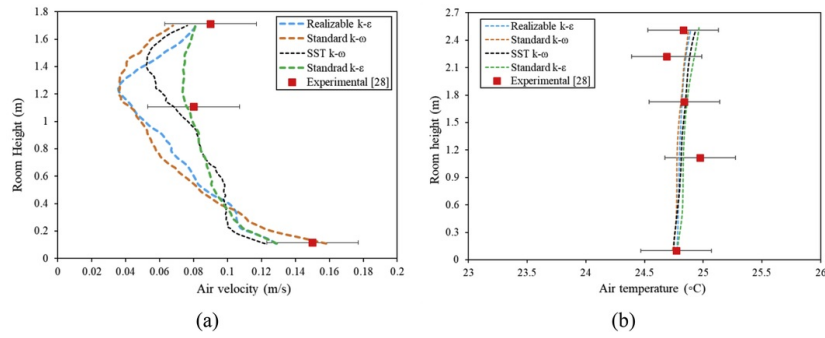 1.8
1.6
1.4
1.2
1
0.8
0.6
0.4
0.2
0
Room Height (m)
Realizable k-ε
Standard k-ω
SST k-ω
Standrad k-ε
Experimental [28]
0 0.02 0.04 0.06 0.08 0.1 0.12 0.14 0.16 0.18 0.2
Air velocity (m/s)
(a)
2.7
2.4
2.1
1.8
1.5
1.2
0.9
0.6
0.3
0
Room height (m)
Realizable k-ε
Standard k-ω
SST k-ω
Standard k-ε
Experimental [28]
23 24 24.5 25 25.5 26
Air temperature (◦C)
(b)